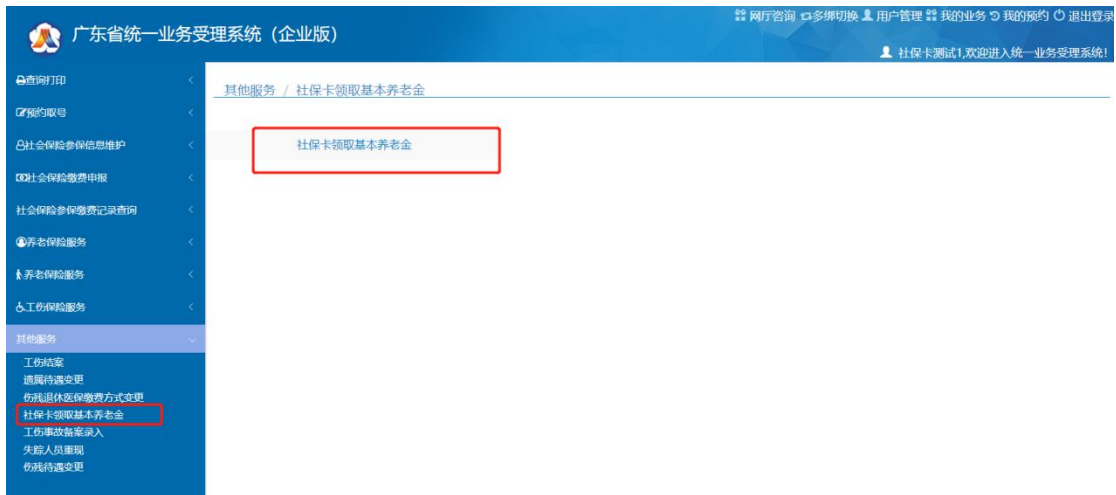 广东省统一业务受理系统（企业版）
网厅咨询 多绑切换 用户管理 我的业务 我的预约 退出登录
社保卡测试1,欢迎进入统一业务受理系统!
查询打印
预约取号
社会保险参保信息维护
社会保险缴费申报
社会保险参保缴费记录查询
养老保险服务
养老保险服务
工伤保险服务
其他服务
工伤结案
遗属待遇变更
伤残退休医保缴费方式变更
社保卡领取基本养老金
工伤事故备案录入
失踪人员重现
伤残待遇变更
其他服务 / 社保卡领取基本养老金
社保卡领取基本养老金